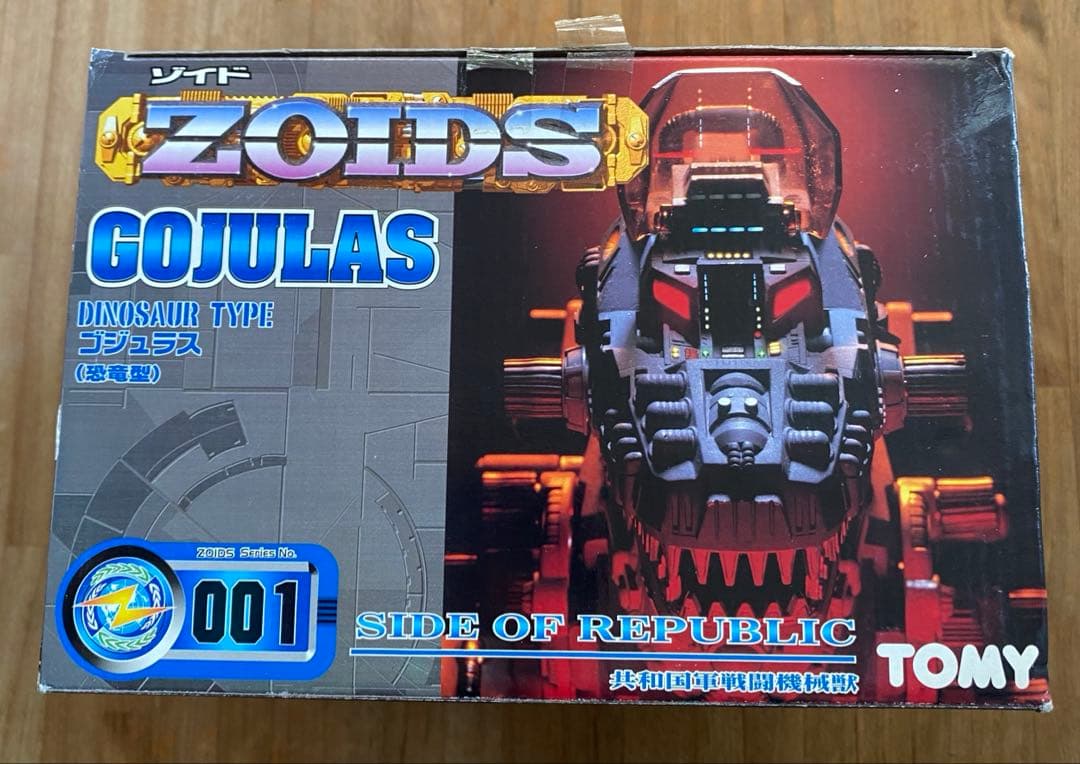 ゾイド
ZOIDS
GOJULAS
DINOSAUR TYPE
ゴジュラス
(恐竜型)
ZOIDS Series No.
001
SIDE OF REPUBLIC
共和国軍戦闘機械獣
TOMY